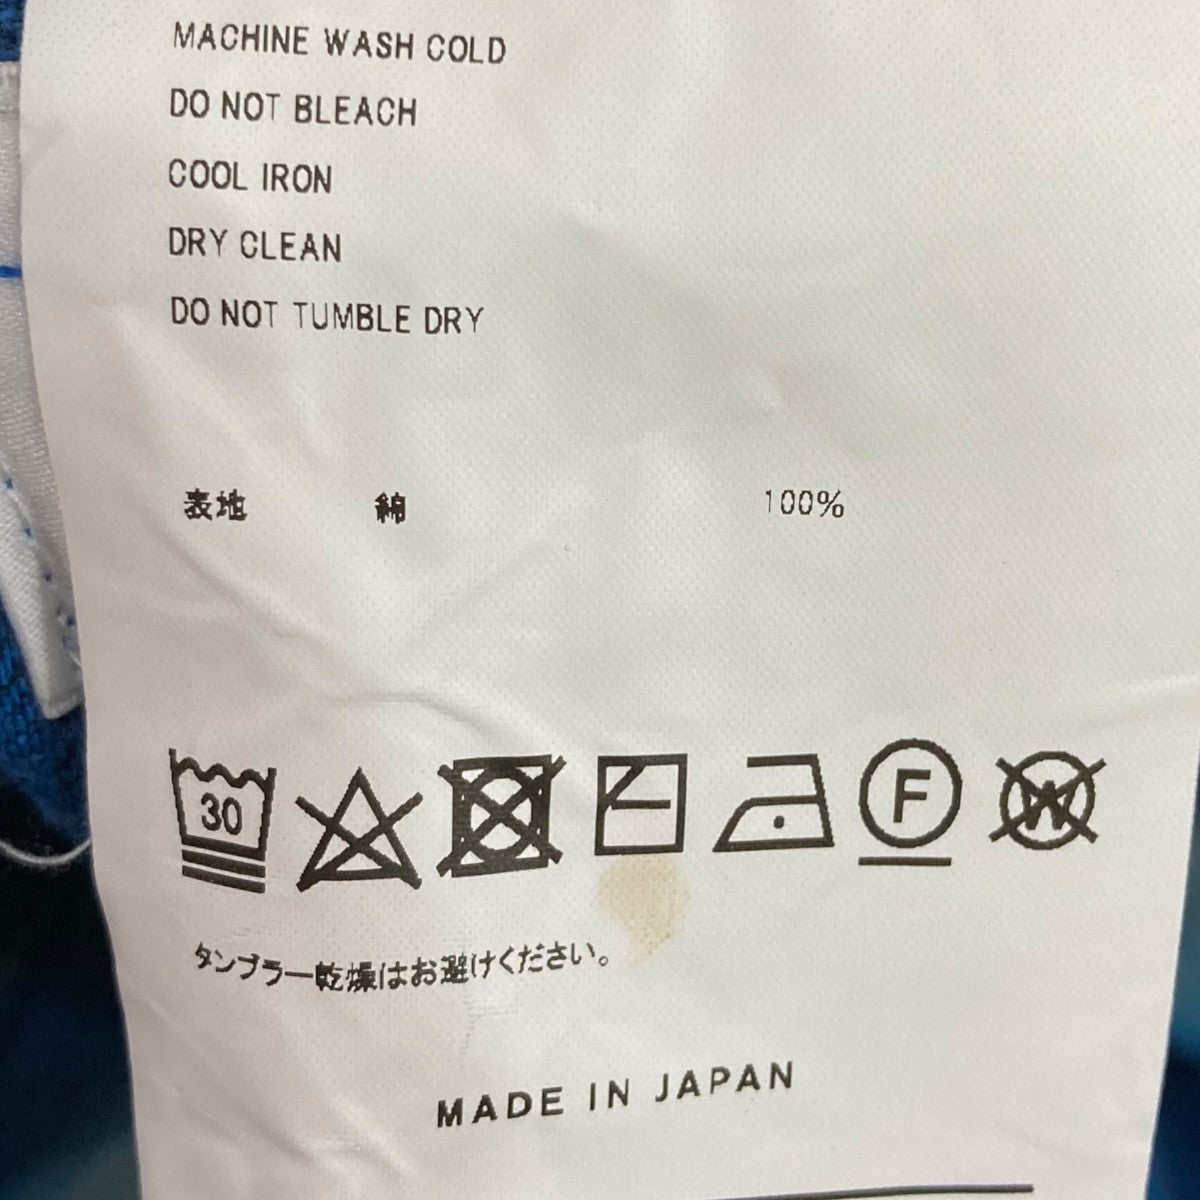 MACHINE WASH COLD
DO NOT BLEACH
COOL IRON
DRY CLEAN
DO NOT TUMBLE DRY
表地 綿 100%
30 F W
タンブラー乾燥はお避けください。
MADE IN JAPAN